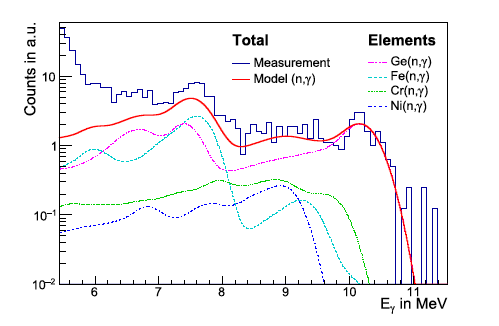 Total
Measurement
Model (n,γ)
Elements
Ge(n,γ)
Fe(n,γ)
Cr(n,γ)
Ni(n,γ)
Counts in a.u.
10
1
10⁻¹
10⁻²
6 7 8 9 10 11
Eᵧ in MeV